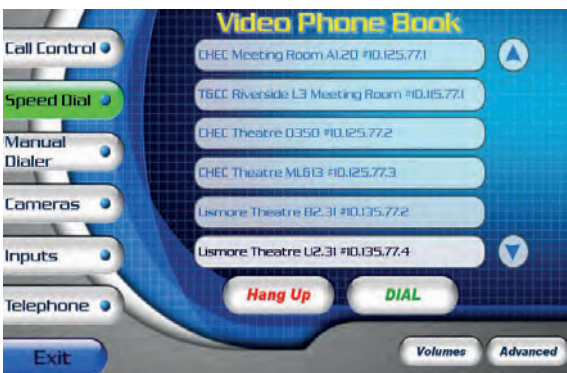 Video Phone Book
Call Control
Speed Dial
Manual
Dialer
Cameras
Inputs
Telephone
Exit
CHEC Meeting Room A1.20 #10.125.77.1
TGCC Riverside L3 Meeting Room #10.115.77.1
CHEC Theatre D350 #10.125.77.2
CHEC Theatre MLG13 #10.125.77.3
Lismore Theatre B2.31 #10.135.77.2
Lismore Theatre U2.31 #10.135.77.4
Hang Up
DIAL
Volumes
Advanced